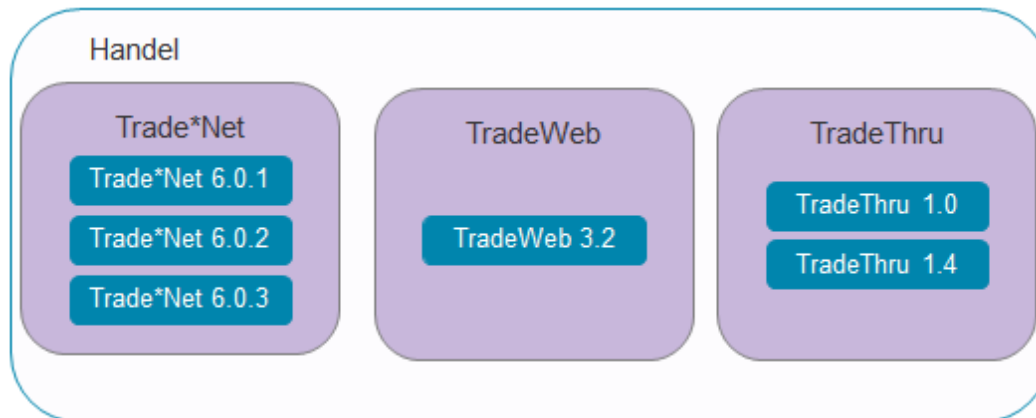 Handel
Trade*Net
Trade*Net 6.0.1
Trade*Net 6.0.2
Trade*Net 6.0.3
TradeWeb
TradeWeb 3.2
TradeThru
TradeThru 1.0
TradeThru 1.4